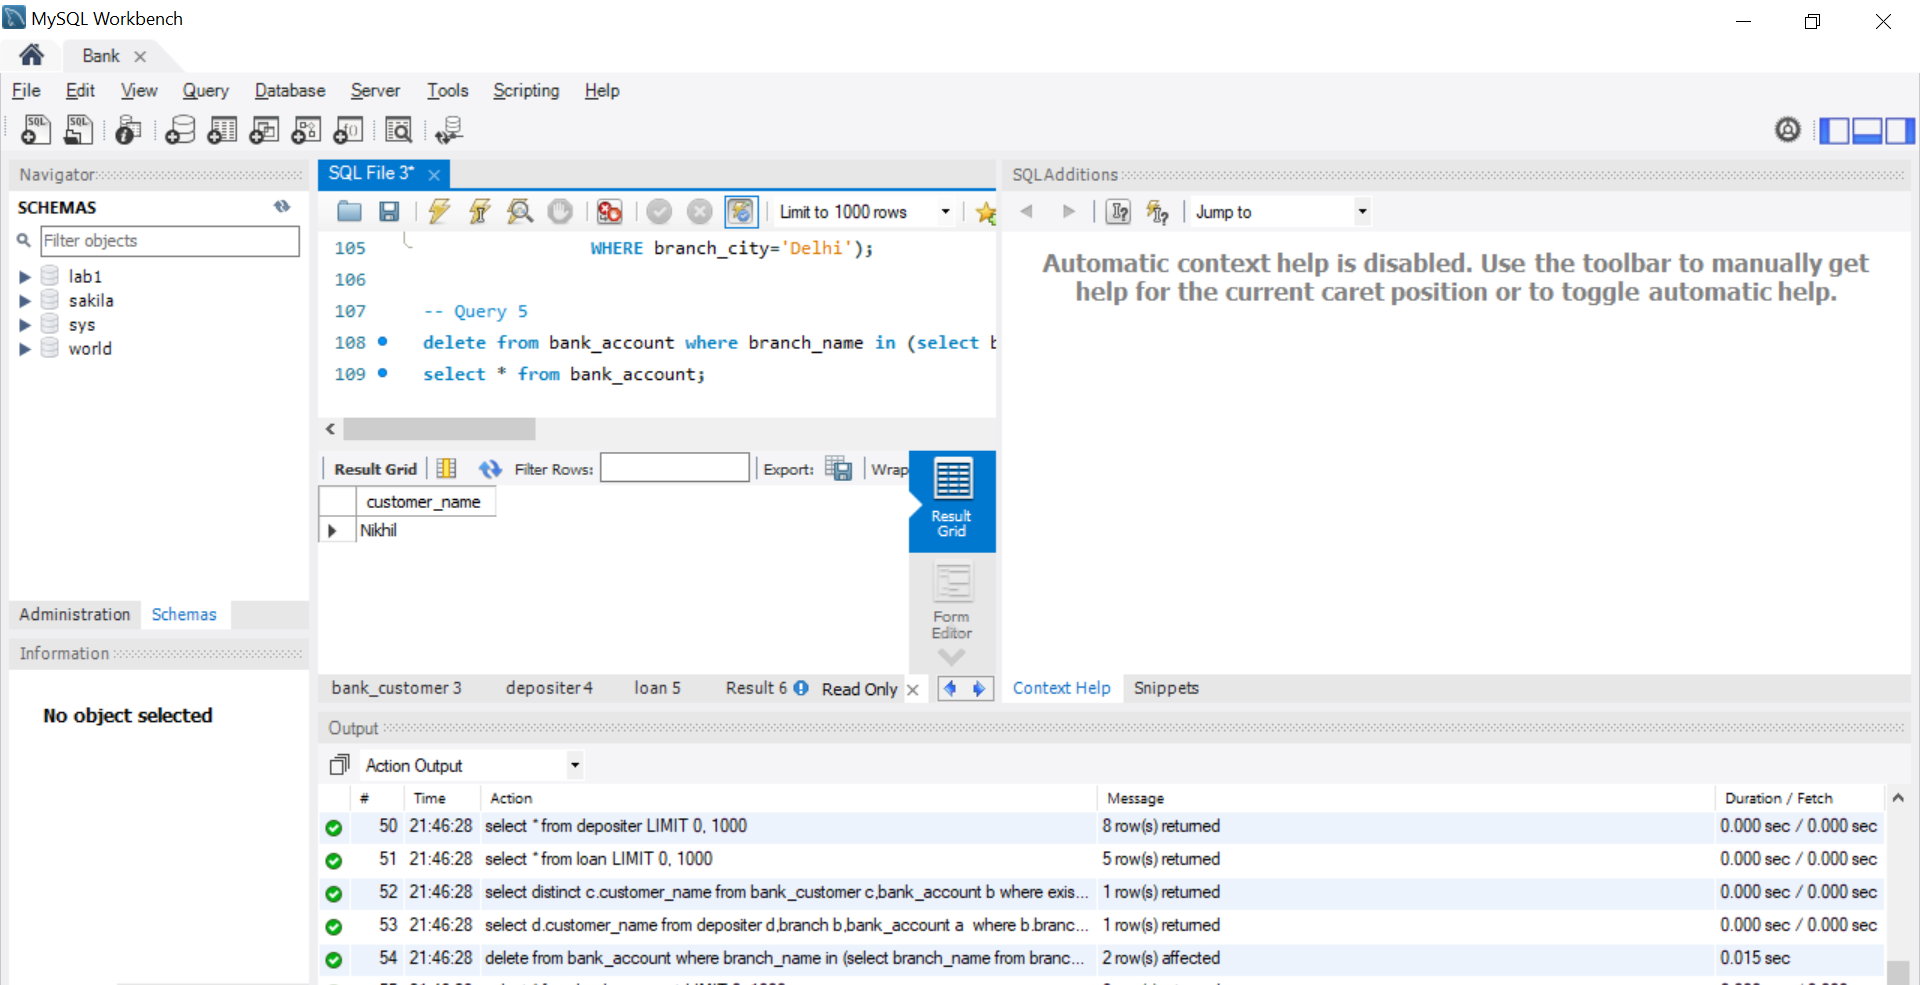 MySQL Workbench
Bank
File Edit View Query Database Server Tools Scripting Help
Navigator
SCHEMAS
Filter objects
lab1
sakila
sys
world
Administration Schemas
Information
No object selected
SQL File 3*
Limit to 1000 rows
105 WHERE branch_city='Delhi');
106
107 -- Query 5
108 delete from bank_account where branch_name in (select b
109 select * from bank_account;
Result Grid Filter Rows: Export: Wrap
customer_name
Nikhil
Result
Grid
Form
Editor
bank_customer 3 depositer 4 loan 5 Result 6 Read Only
SQLAdditions
Jump to
Automatic context help is disabled. Use the toolbar to manually get
help for the current caret position or to toggle automatic help.
Context Help Snippets
Output
Action Output
# Time Action Message Duration / Fetch
50 21:46:28 select * from depositer LIMIT 0, 1000 8 row(s) returned 0.000 sec / 0.000 sec
51 21:46:28 select * from loan LIMIT 0, 1000 5 row(s) returned 0.000 sec / 0.000 sec
52 21:46:28 select distinct c.customer_name from bank_customer c,bank_account b where exis... 1 row(s) returned 0.000 sec / 0.000 sec
53 21:46:28 select d.customer_name from depositer d,branch b,bank_account a where b.branc... 1 row(s) returned 0.000 sec / 0.000 sec
54 21:46:28 delete from bank_account where branch_name in (select branch_name from branc... 2 row(s) affected 0.015 sec